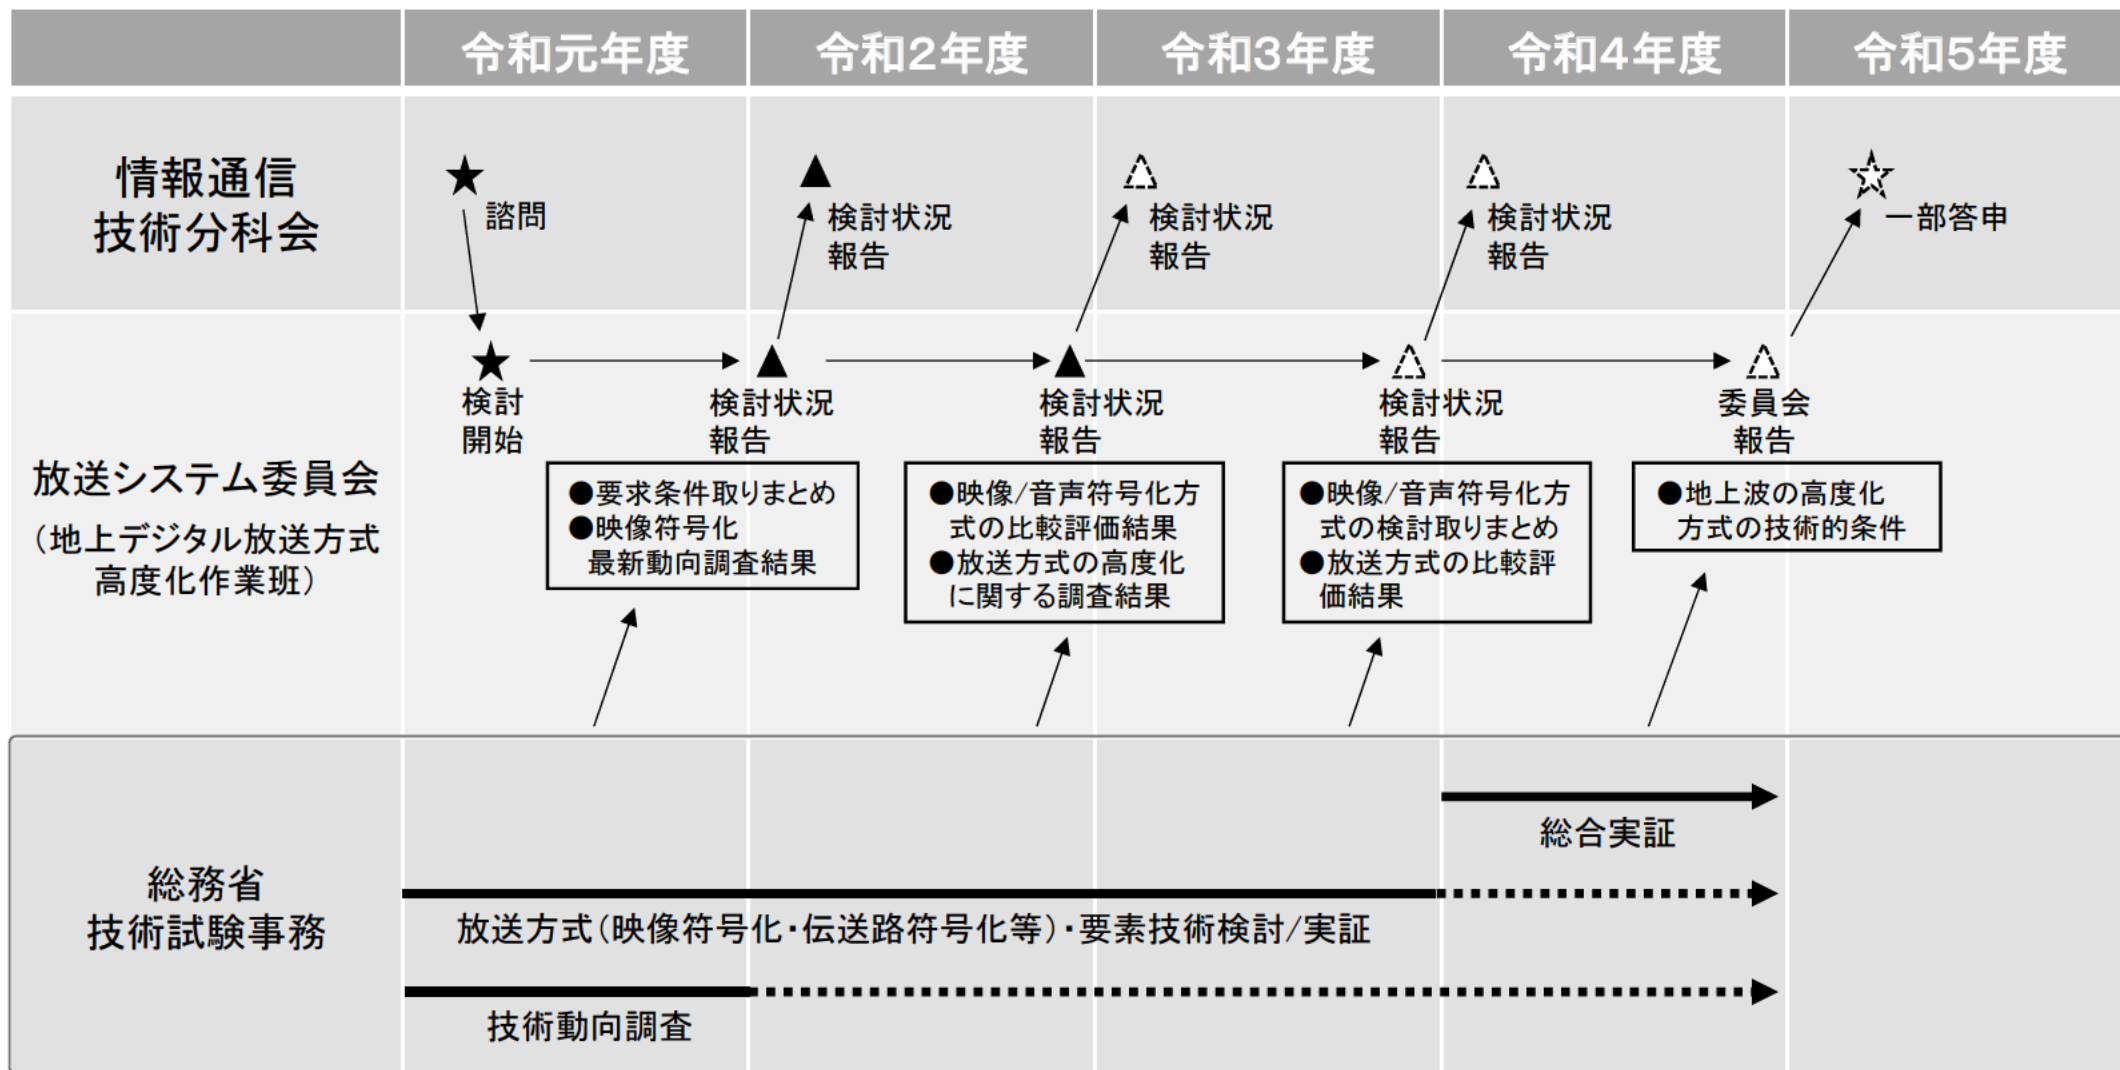 令和元年度
令和2年度
令和3年度
令和4年度
令和5年度
情報通信
技術分科会
諮問
検討状況
報告
検討状況
報告
検討状況
報告
一部答申
放送システム委員会
（地上デジタル放送方式
高度化作業班）
検討
開始
検討状況
報告
検討状況
報告
検討状況
報告
委員会
報告
●要求条件取りまとめ
●映像符号化
最新動向調査結果
●映像/音声符号化方
式の比較評価結果
●放送方式の高度化
に関する調査結果
●映像/音声符号化方
式の検討取りまとめ
●放送方式の比較評
価結果
●地上波の高度化
方式の技術的条件
総務省
技術試験事務
総合実証
放送方式（映像符号化・伝送路符号化等）・要素技術検討/実証
技術動向調査